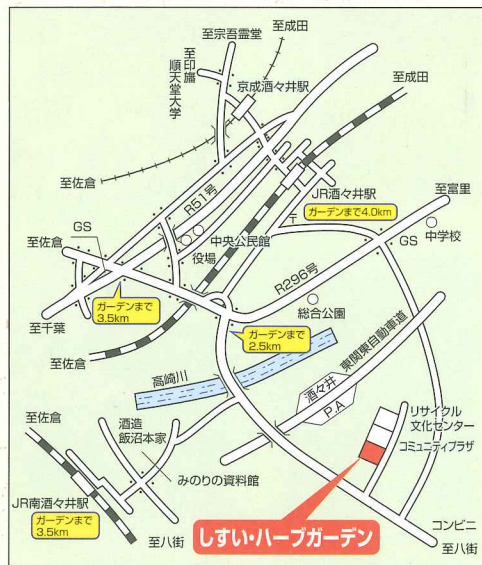 至成田
至宗吾霊堂
至印旛
順天堂大学
京成酒々井駅
至成田
至佐倉
R51号
JR酒々井駅
ガーデンまで4.0km
至富里
〒
中央公民館
役場
GS
中学校
GS
至佐倉
R296号
総合公園
ガーデンまで
3.5km
至千葉
ガーデンまで
2.5km
至佐倉
東関東自動車道
高崎川
酒々井
P.A
リサイクル
文化センター
コミュニティプラザ
至佐倉
酒造
飯沼本家
みのりの資料館
JR南酒々井駅
ガーデンまで
3.5km
至八街
しすい・ハーブガーデン
コンビニ
至八街